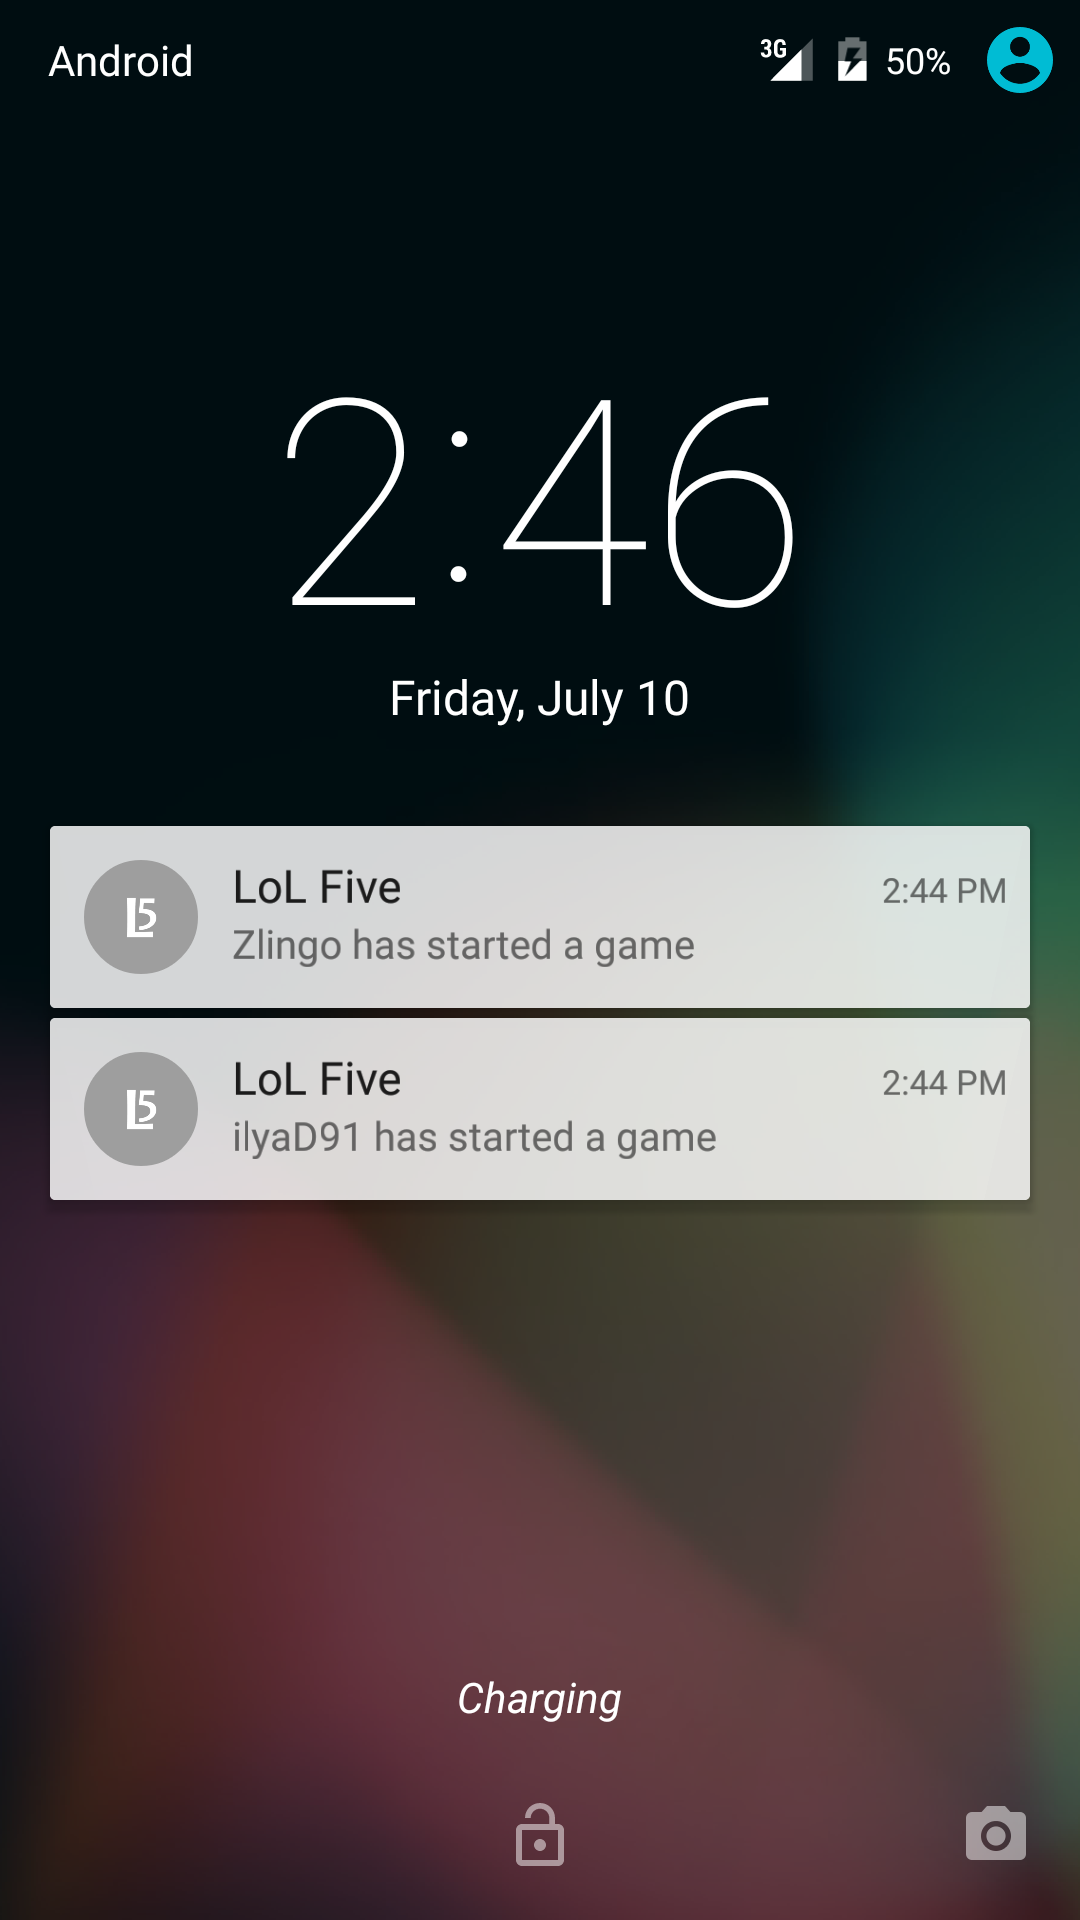 Android
3G
50%
2:46
Friday, July 10
LoL Five
2:44 PM
L5
Zlingo has started a game
LoL Five
2:44 PM
L5
ilyaD91 has started a game
Charging